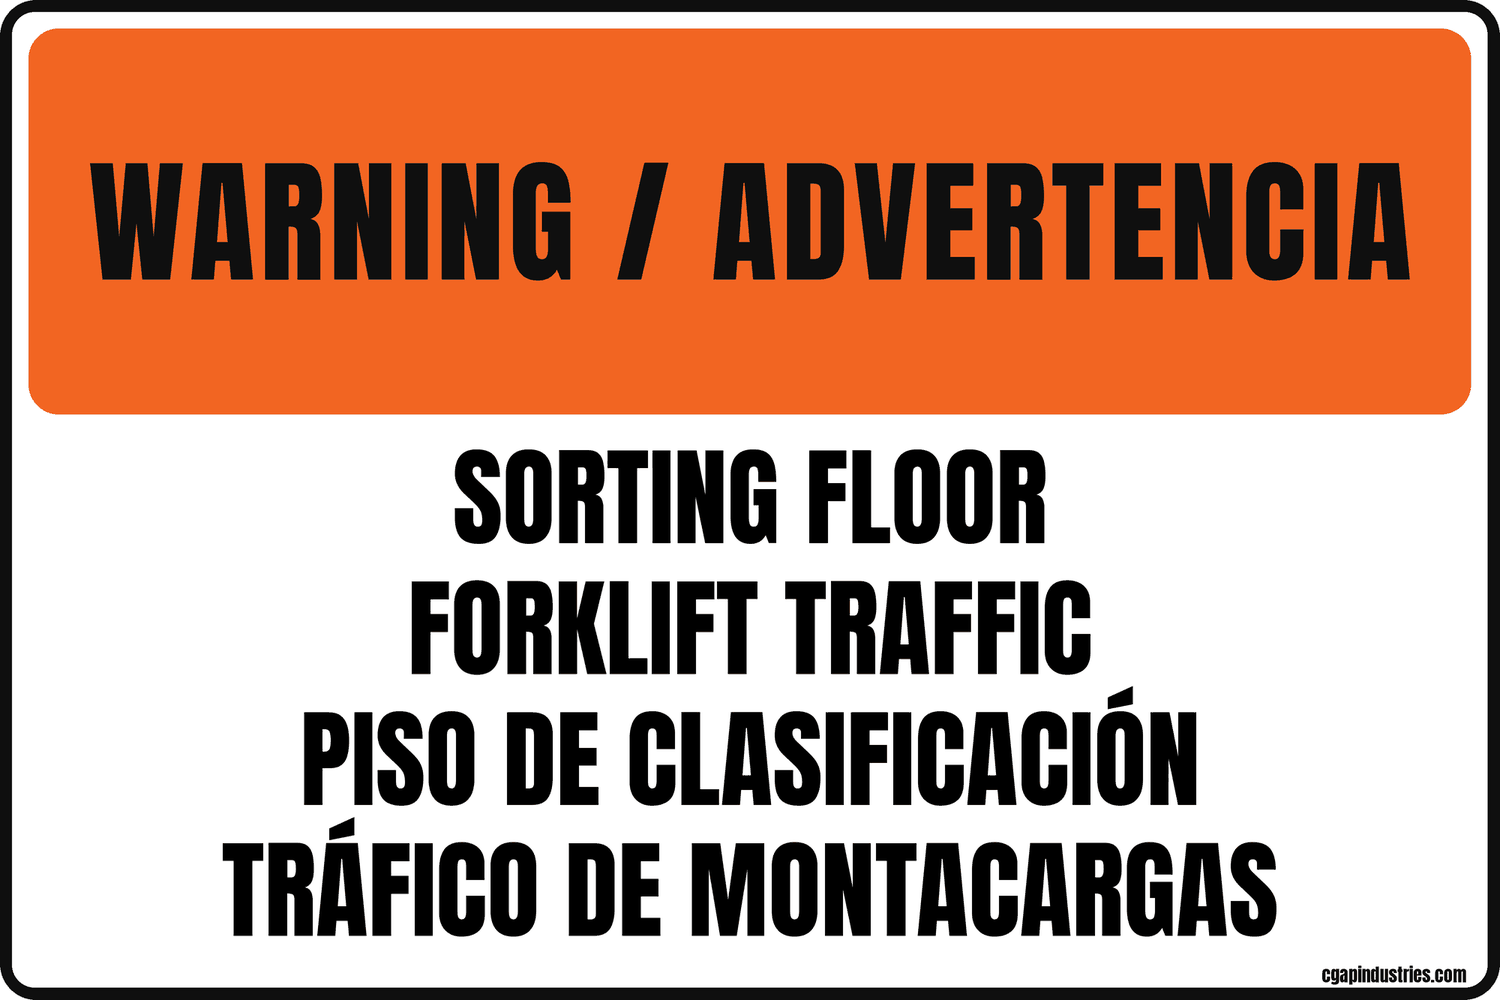 WARNING / ADVERTENCIA
SORTING FLOOR
FORKLIFT TRAFFIC
PISO DE CLASIFICACIÓN
TRÁFICO DE MONTACARGAS
cgapindustries.com